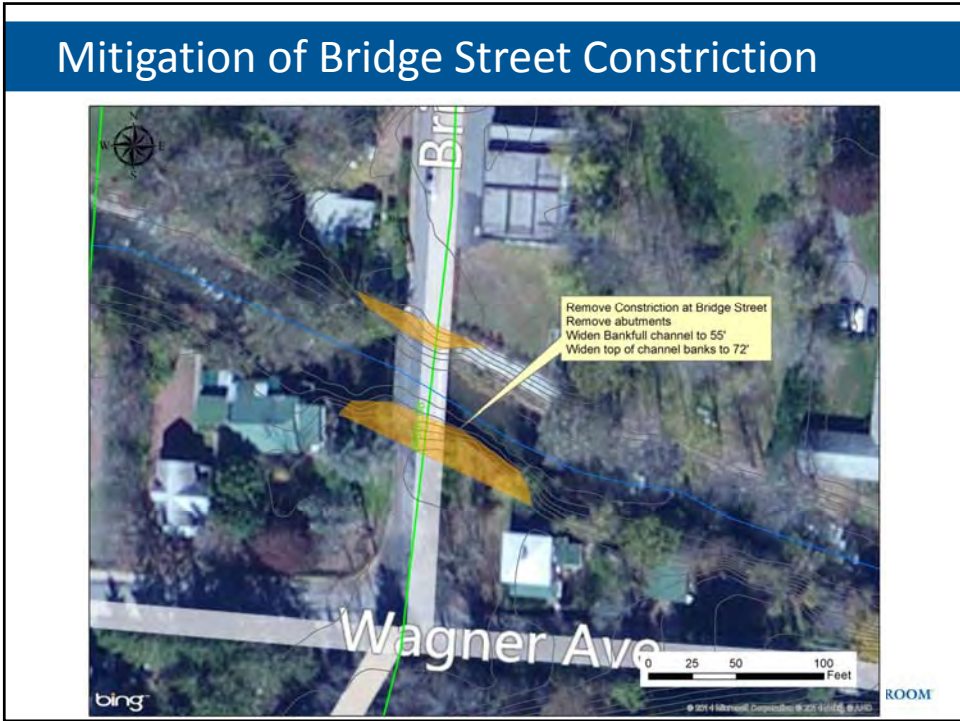 Mitigation of Bridge Street Constriction
N
W E
S
Bri
Remove Constriction at Bridge Street
Remove abutments
Widen Bankfull channel to 55'
Widen top of channel banks to 72'
Wagner Ave
0 25 50 100
Feet
bing
ROOM